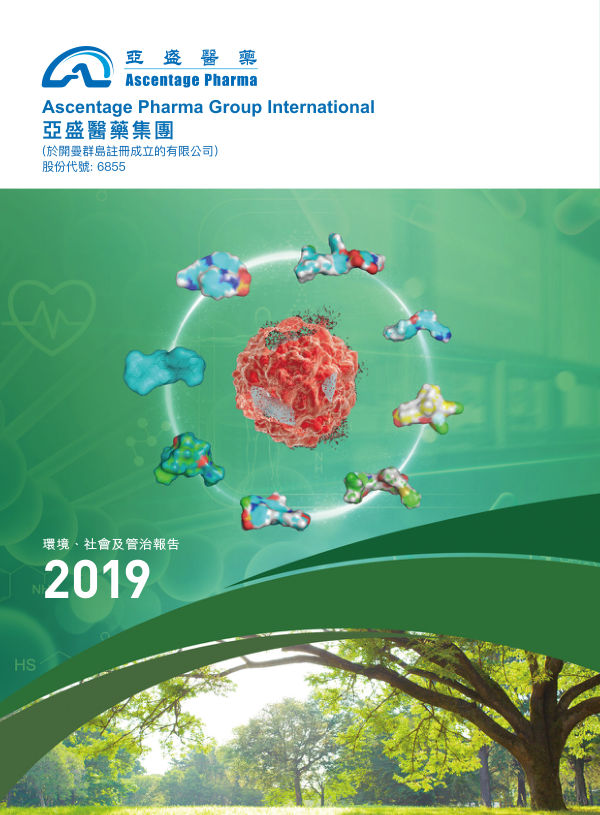 亞盛醫藥
Ascentage Pharma
Ascentage Pharma Group International
亞盛醫藥集團
(於開曼群島註冊成立的有限公司)
股份代號: 6855
環境、社會及管治報告
2019
HS